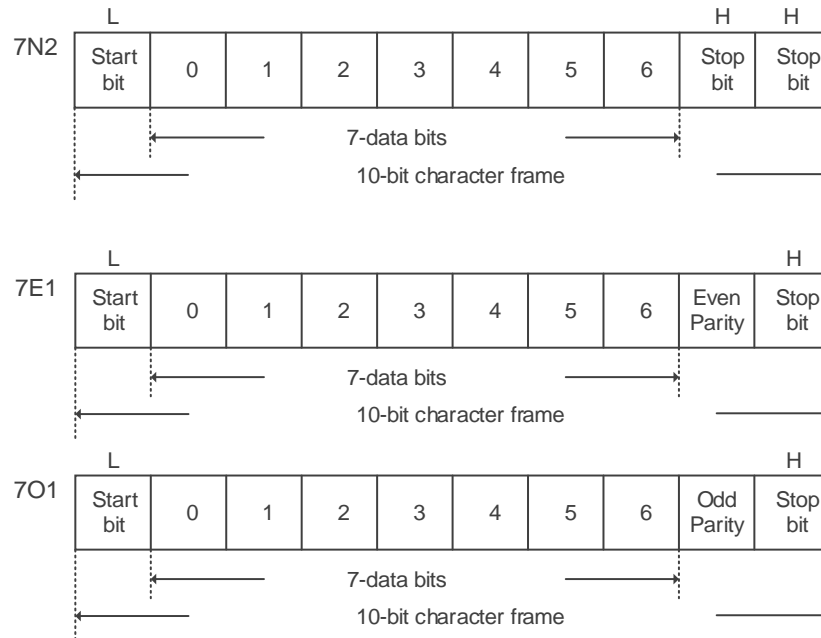 L H H
7N2 Start bit 0 1 2 3 4 5 6 Stop bit Stop bit
7-data bits
10-bit character frame
L H
7E1 Start bit 0 1 2 3 4 5 6 Even Parity Stop bit
7-data bits
10-bit character frame
L H
7O1 Start bit 0 1 2 3 4 5 6 Odd Parity Stop bit
7-data bits
10-bit character frame